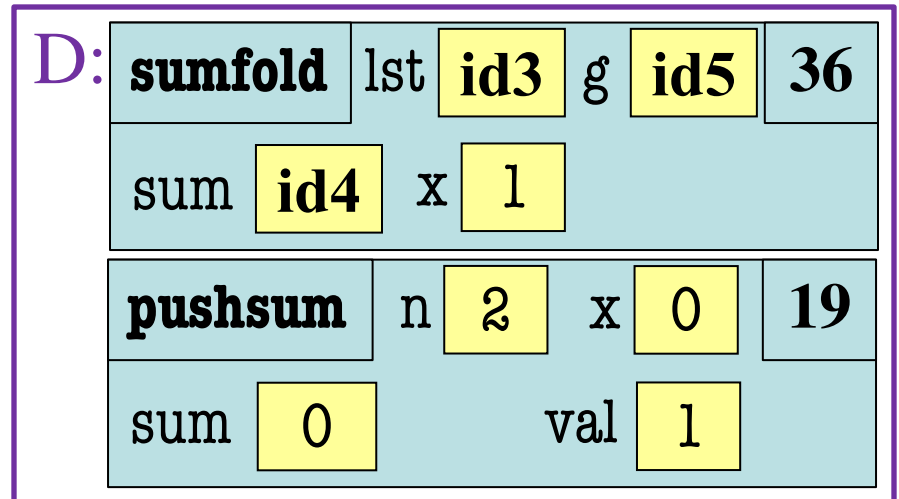 D: sumfold lst id3 g id5 36
sum id4 x 1
pushsum n 2 x 0 19
sum 0 val 1